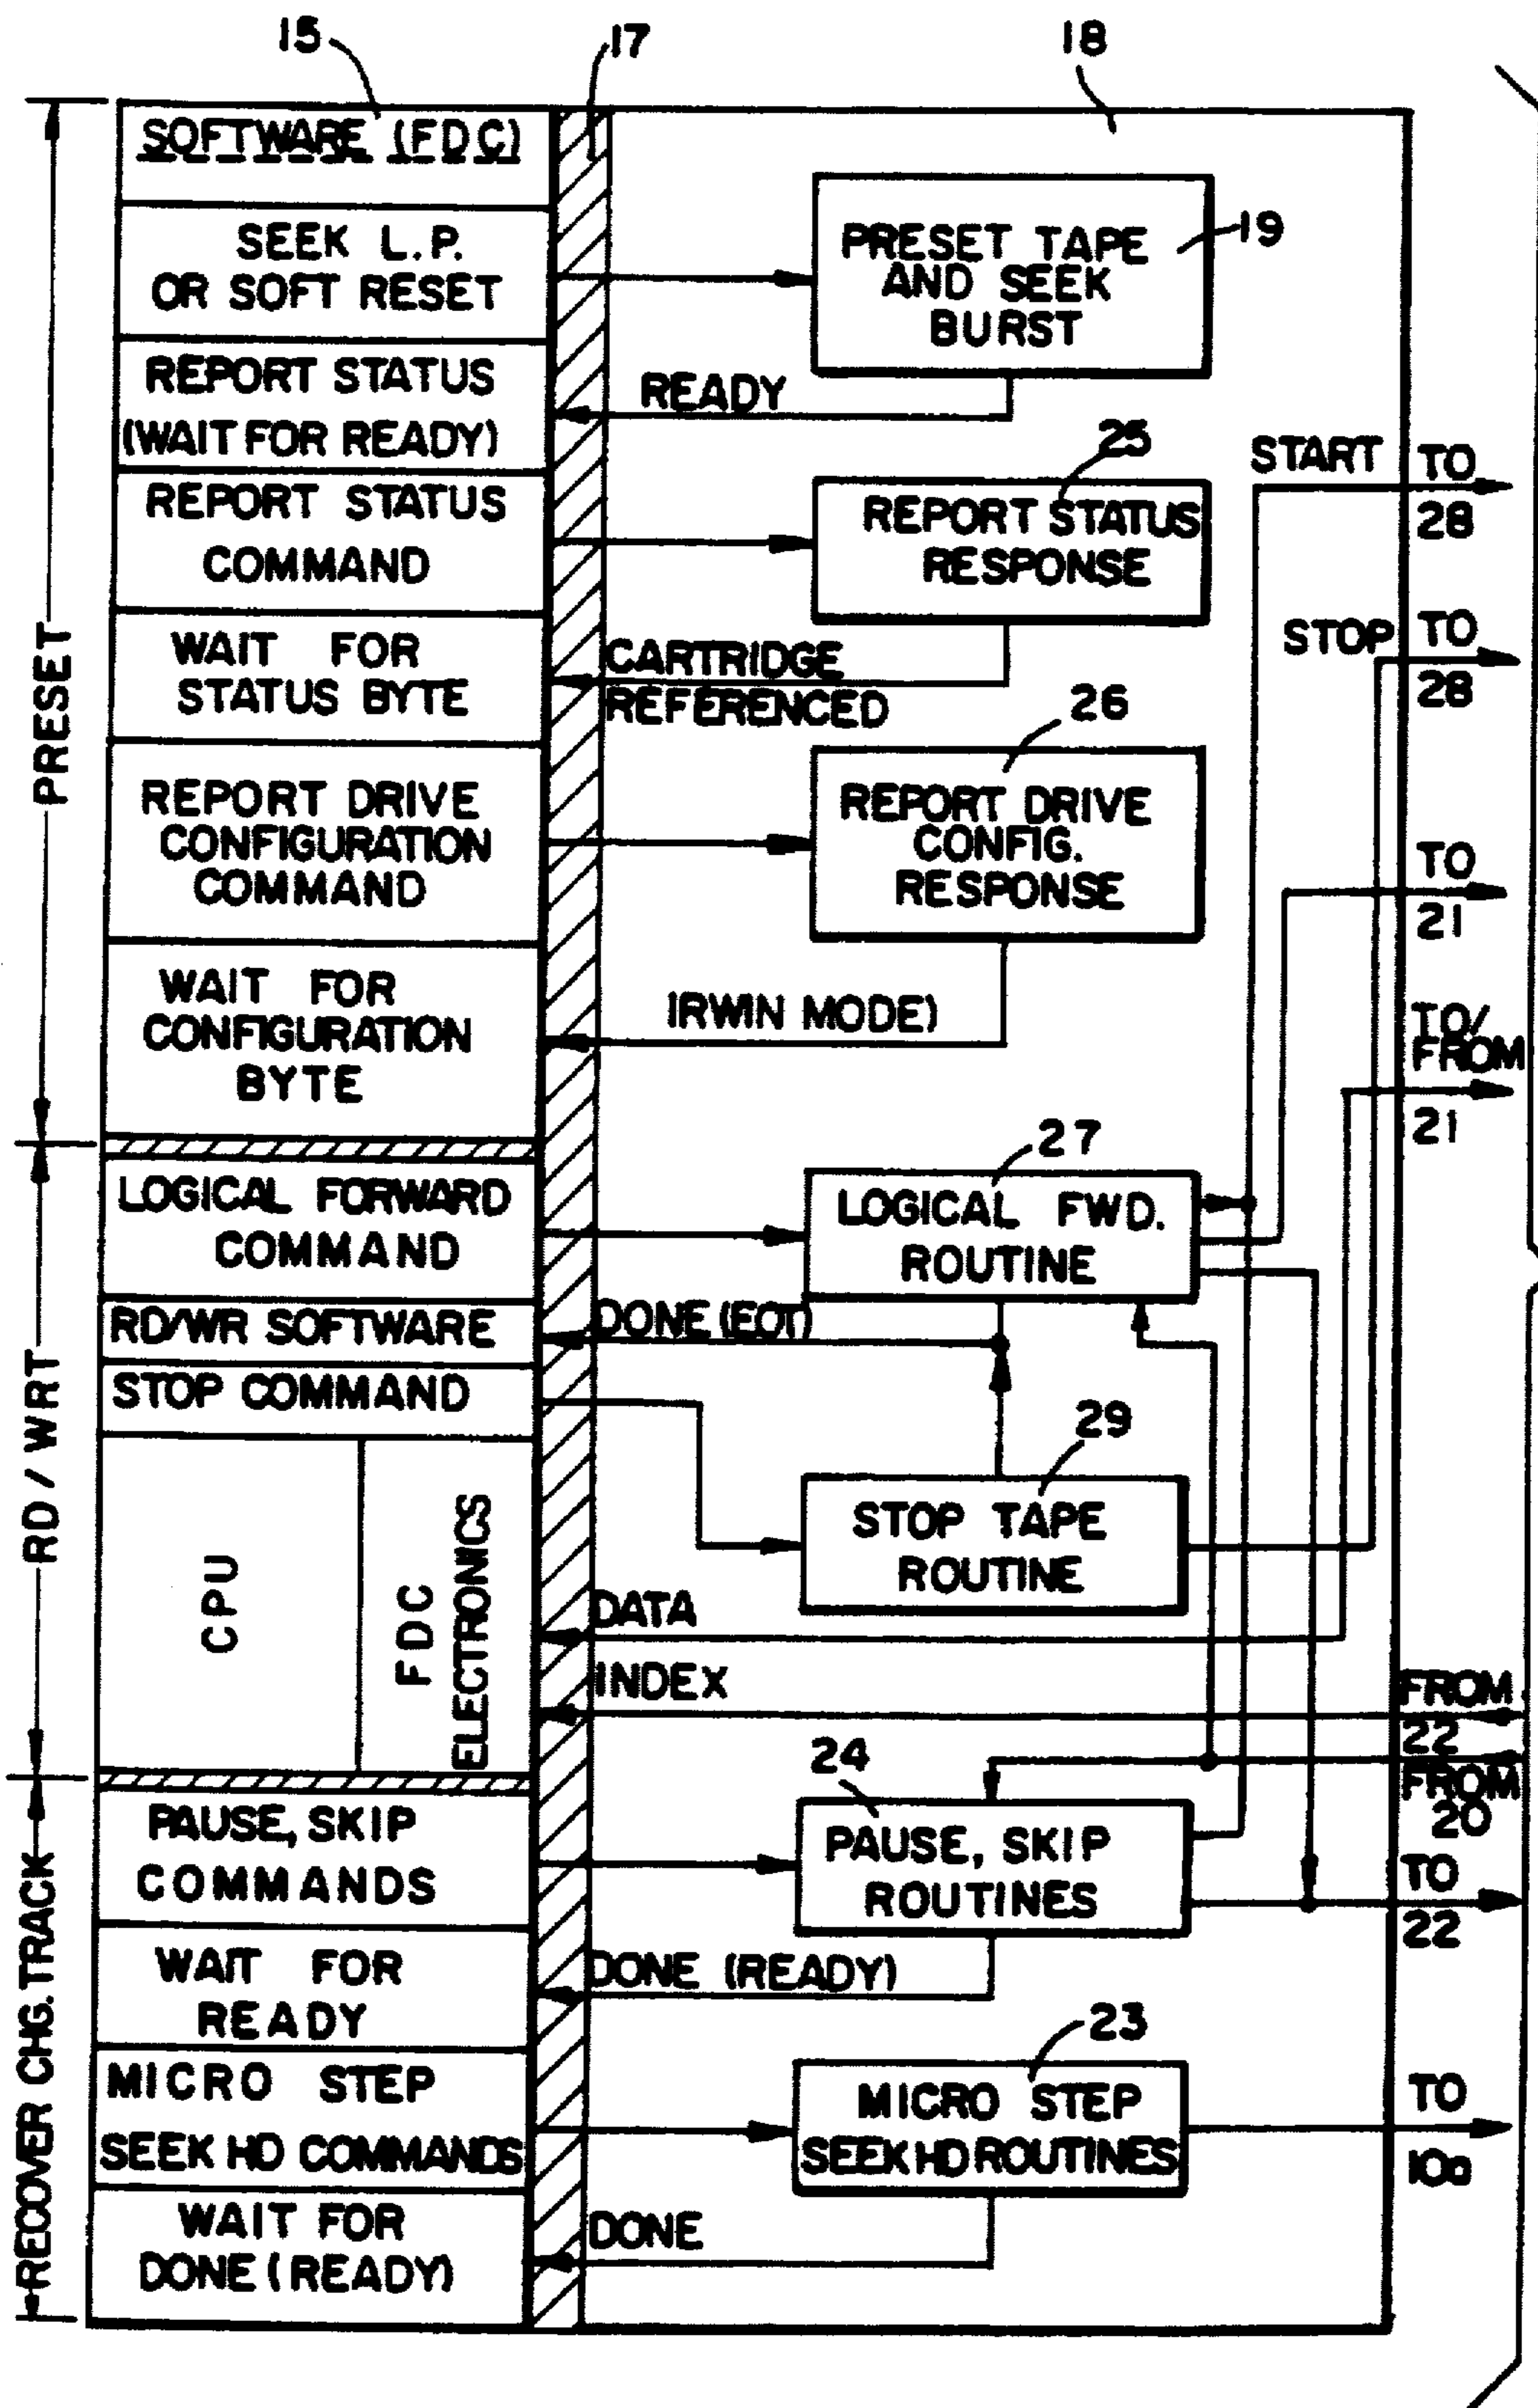 15
17
18
SOFTWARE (FDC)
SEEK L.P.
OR SOFT RESET
PRESET TAPE
AND SEEK
BURST
19
REPORT STATUS
(WAIT FOR READY)
READY
REPORT STATUS
COMMAND
25
REPORT STATUS
RESPONSE
START
TO
28
WAIT FOR
STATUS BYTE
CARTRIDGE
REFERENCED
STOP
TO
28
PRESET
REPORT DRIVE
CONFIGURATION
COMMAND
26
REPORT DRIVE
CONFIG.
RESPONSE
TO
21
WAIT FOR
CONFIGURATION
BYTE
IRWIN MODE)
TO/
FROM
21
LOGICAL FORWARD
COMMAND
27
LOGICAL FWD.
ROUTINE
RD/WR SOFTWARE
DONE (EOT)
STOP COMMAND
RD / WRT
29
STOP TAPE
ROUTINE
CPU
FDC
ELECTRONICS
DATA
INDEX
FROM
22
FROM
20
PAUSE, SKIP
COMMANDS
24
PAUSE, SKIP
ROUTINES
TO
22
WAIT FOR
READY
DONE (READY)
RECOVER CHG. TRACK
MICRO STEP
SEEK HD COMMANDS
23
MICRO STEP
SEEK HD ROUTINES
TO
10a
WAIT FOR
DONE (READY)
DONE